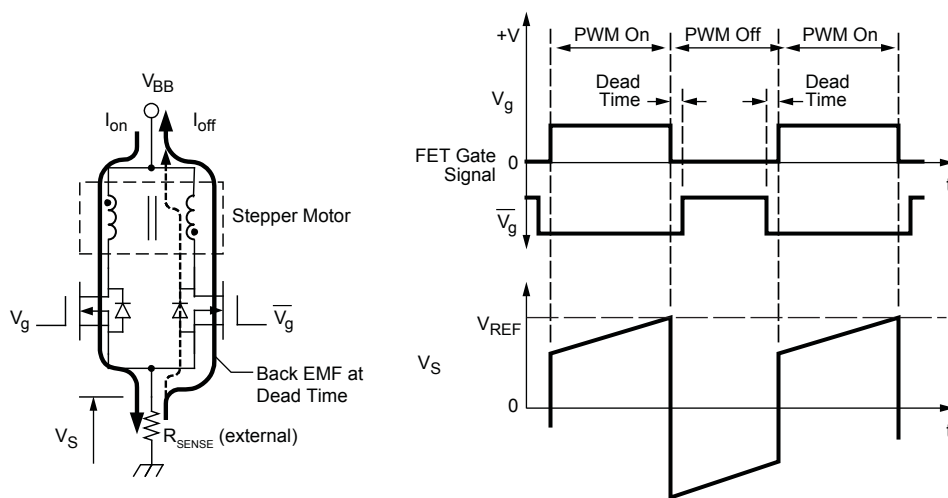 V_BB
I_on
I_off
Stepper Motor
V_g
V̅_g
Back EMF at
Dead Time
V_S
R_SENSE (external)
+V
PWM On
PWM Off
PWM On
Dead
Time
Dead
Time
V_g
FET Gate
Signal
0
t
V̅_g
V_REF
V_S
0
t